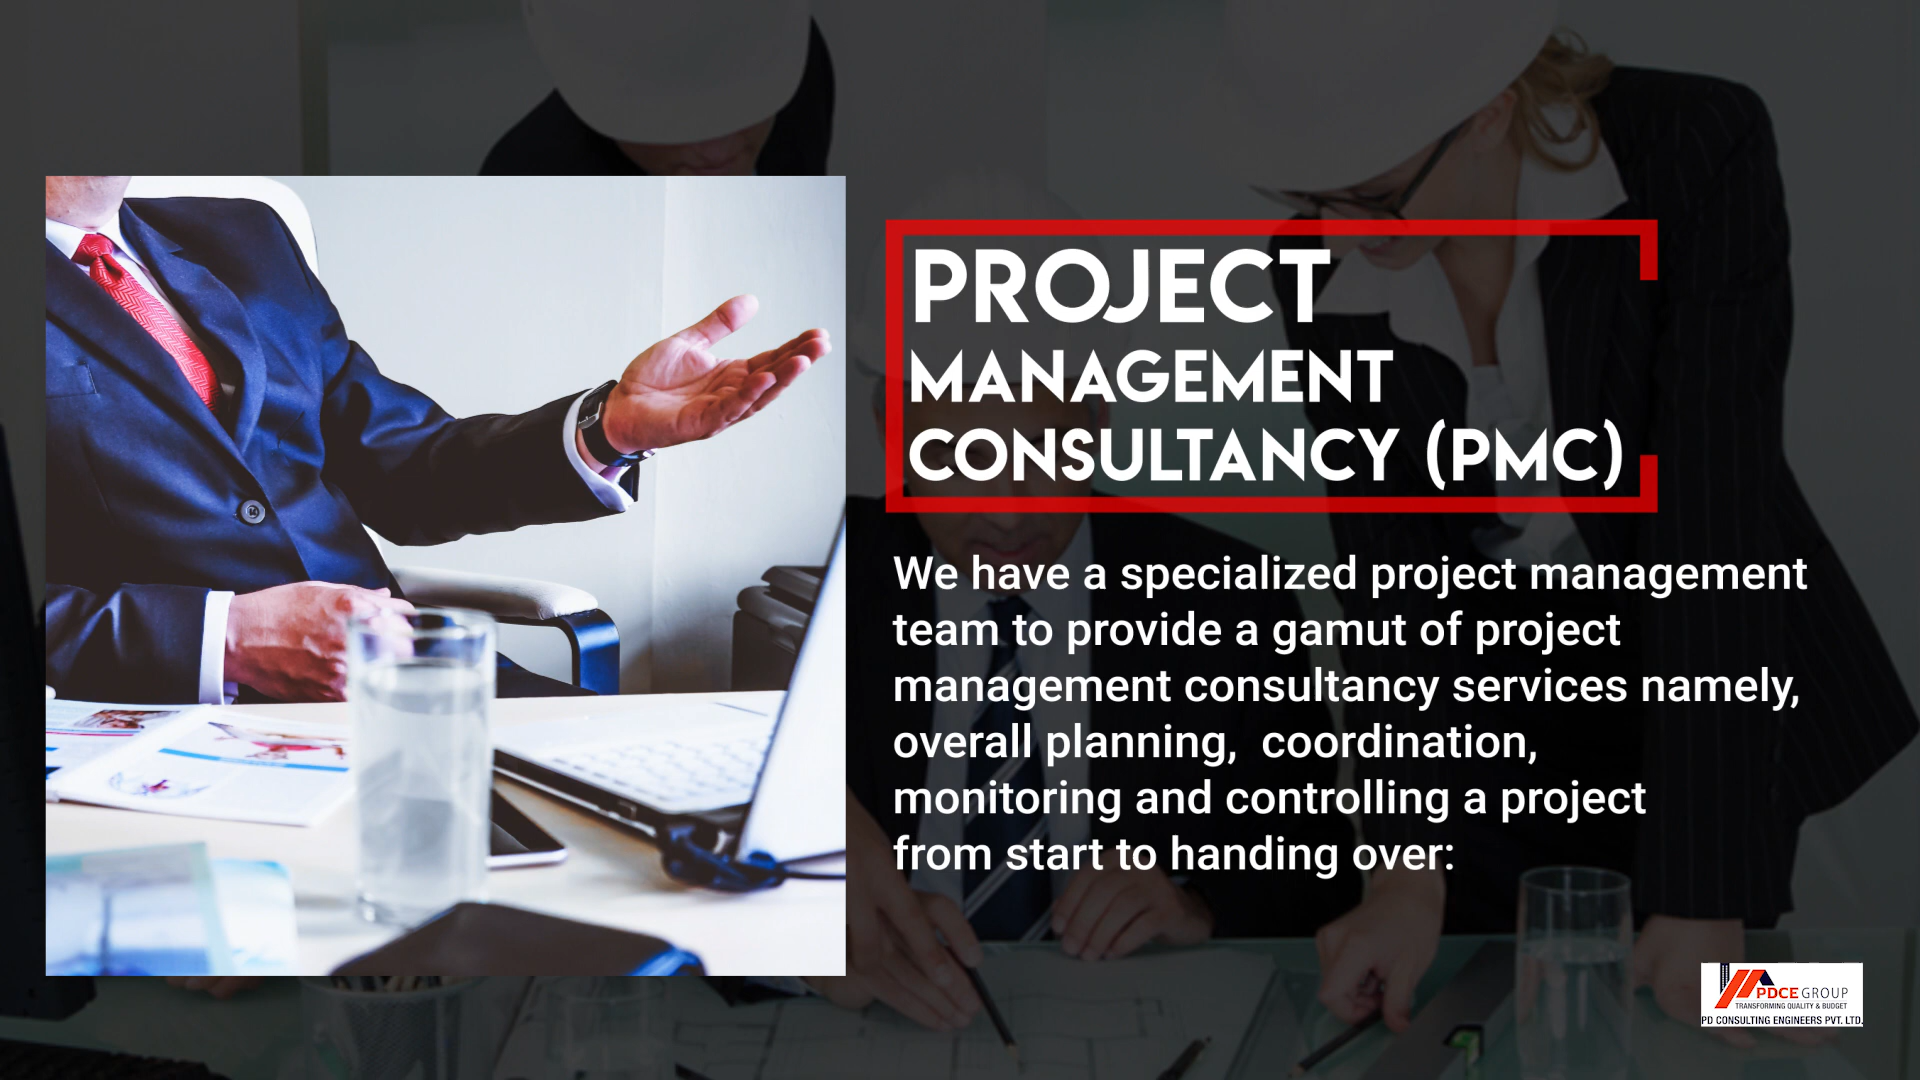 PROJECT
MANAGEMENT
CONSULTANCY (PMC)
We have a specialized project management
team to provide a gamut of project
management consultancy services namely,
overall planning,  coordination,
monitoring and controlling a project
from start to handing over:
PDCE GROUP
TRANSFORMING QUALITY & BUDGET
PD CONSULTING ENGINEERS PVT. LTD.